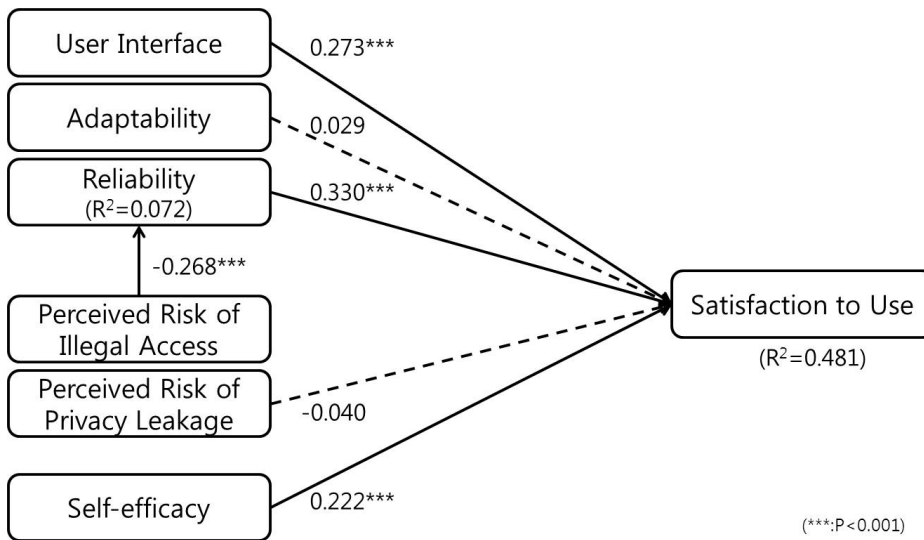 User Interface
0.273***
Adaptability
0.029
Reliability
(R²=0.072)
0.330***
-0.268***
Perceived Risk of
Illegal Access
Satisfaction to Use
(R²=0.481)
Perceived Risk of
Privacy Leakage
-0.040
Self-efficacy
0.222***
(***:P<0.001)